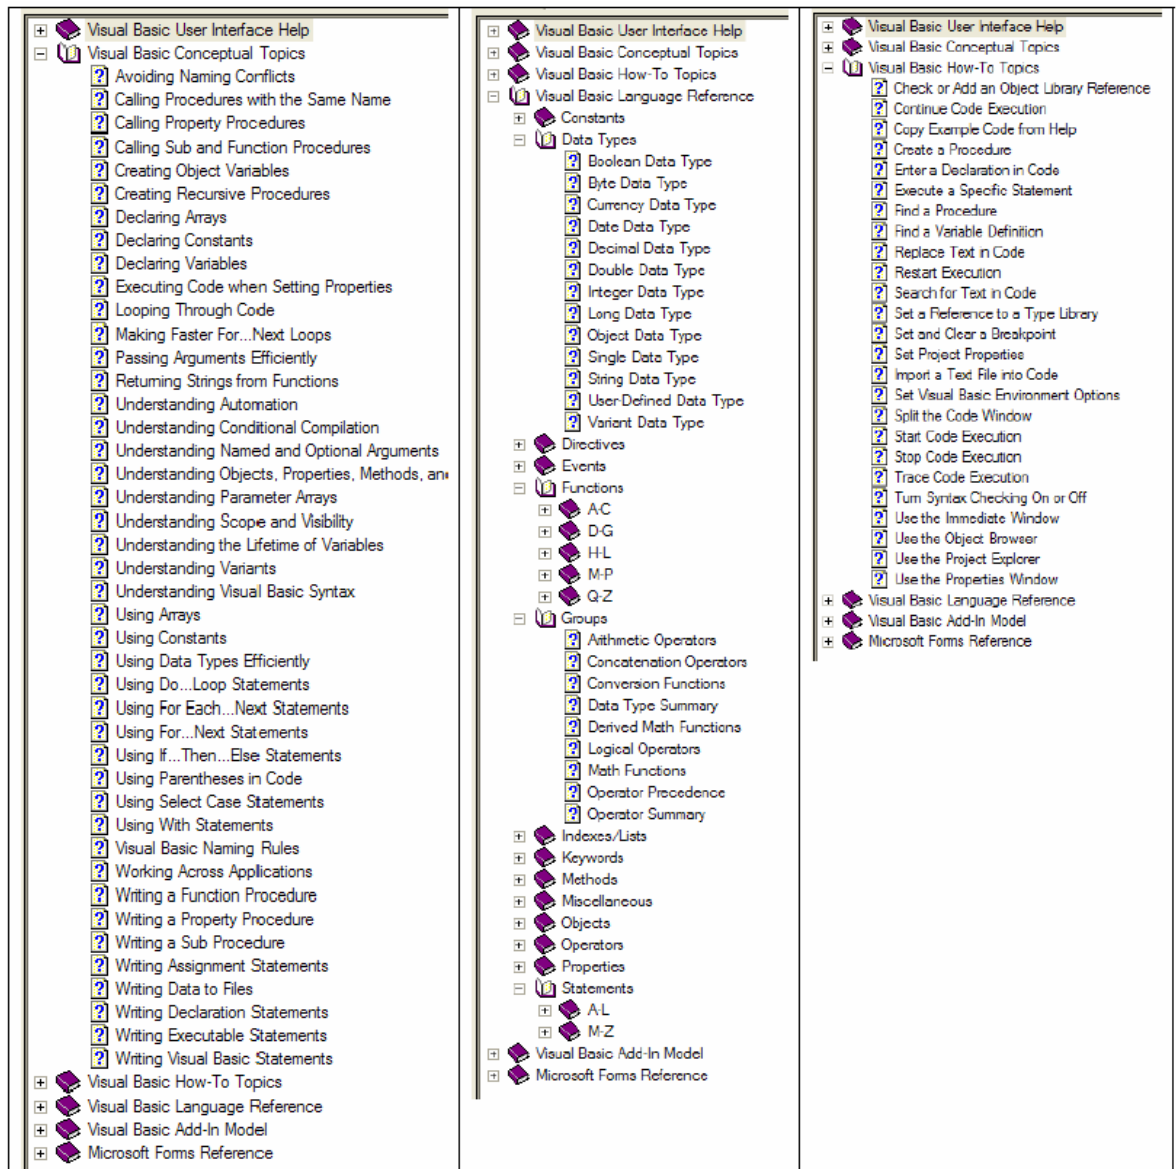 Visual Basic User Interface Help
Visual Basic Conceptual Topics
Avoiding Naming Conflicts
Calling Procedures with the Same Name
Calling Property Procedures
Calling Sub and Function Procedures
Creating Object Variables
Creating Recursive Procedures
Declaring Arrays
Declaring Constants
Declaring Variables
Executing Code when Setting Properties
Looping Through Code
Making Faster For...Next Loops
Passing Arguments Efficiently
Returning Strings from Functions
Understanding Automation
Understanding Conditional Compilation
Understanding Named and Optional Arguments
Understanding Objects, Properties, Methods, an
Understanding Parameter Arrays
Understanding Scope and Visibility
Understanding the Lifetime of Variables
Understanding Variants
Understanding Visual Basic Syntax
Using Arrays
Using Constants
Using Data Types Efficiently
Using Do...Loop Statements
Using For Each...Next Statements
Using For...Next Statements
Using If...Then...Else Statements
Using Parentheses in Code
Using Select Case Statements
Using With Statements
Visual Basic Naming Rules
Working Across Applications
Writing a Function Procedure
Writing a Property Procedure
Writing a Sub Procedure
Writing Assignment Statements
Writing Data to Files
Writing Declaration Statements
Writing Executable Statements
Writing Visual Basic Statements
Visual Basic How-To Topics
Visual Basic Language Reference
Visual Basic Add-In Model
Microsoft Forms Reference
Visual Basic User Interface Help
Visual Basic Conceptual Topics
Visual Basic How-To Topics
Visual Basic Language Reference
Constants
Data Types
Boolean Data Type
Byte Data Type
Currency Data Type
Date Data Type
Decimal Data Type
Double Data Type
Integer Data Type
Long Data Type
Object Data Type
Single Data Type
String Data Type
User-Defined Data Type
Variant Data Type
Directives
Events
Functions
A-C
D-G
H-L
M-P
Q-Z
Groups
Arithmetic Operators
Concatenation Operators
Conversion Functions
Data Type Summary
Derived Math Functions
Logical Operators
Math Functions
Operator Precedence
Operator Summary
Indexes/Lists
Keywords
Methods
Miscellaneous
Objects
Operators
Properties
Statements
A-L
M-Z
Visual Basic Add-In Model
Microsoft Forms Reference
Visual Basic User Interface Help
Visual Basic Conceptual Topics
Visual Basic How-To Topics
Check or Add an Object Library Reference
Continue Code Execution
Copy Example Code from Help
Create a Procedure
Enter a Declaration in Code
Execute a Specific Statement
Find a Procedure
Find a Variable Definition
Replace Text in Code
Restart Execution
Search for Text in Code
Set a Reference to a Type Library
Set and Clear a Breakpoint
Set Project Properties
Import a Text File into Code
Set Visual Basic Environment Options
Split the Code Window
Start Code Execution
Stop Code Execution
Trace Code Execution
Turn Syntax Checking On or Off
Use the Immediate Window
Use the Object Browser
Use the Project Explorer
Use the Properties Window
Visual Basic Language Reference
Visual Basic Add-In Model
Microsoft Forms Reference